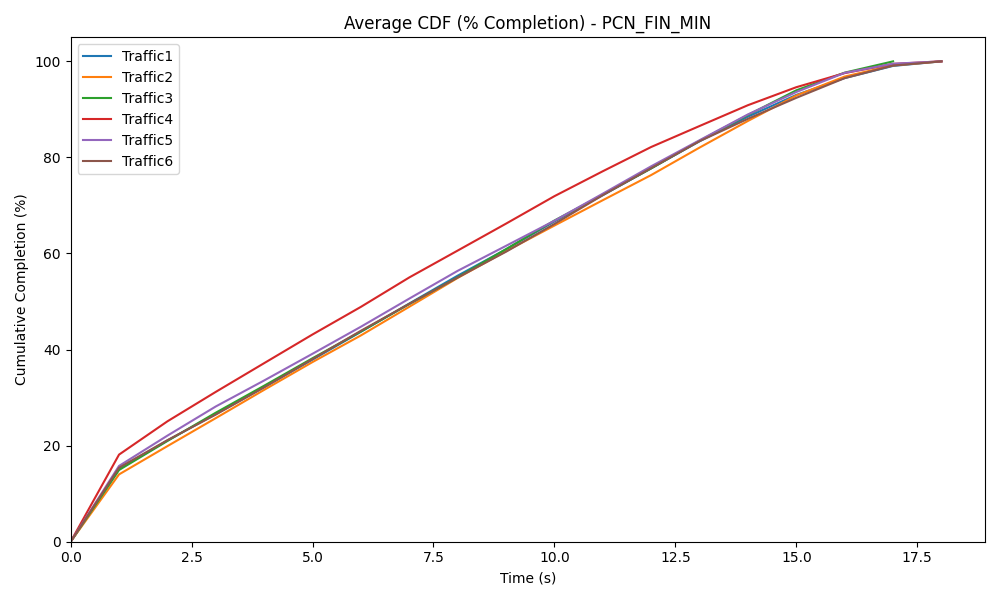 Average CDF (% Completion) - PCN_FIN_MIN
Traffic1
Traffic2
Traffic3
Traffic4
Traffic5
Traffic6
Cumulative Completion (%)
100
80
60
40
20
0
0.0 2.5 5.0 7.5 10.0 12.5 15.0 17.5
Time (s)